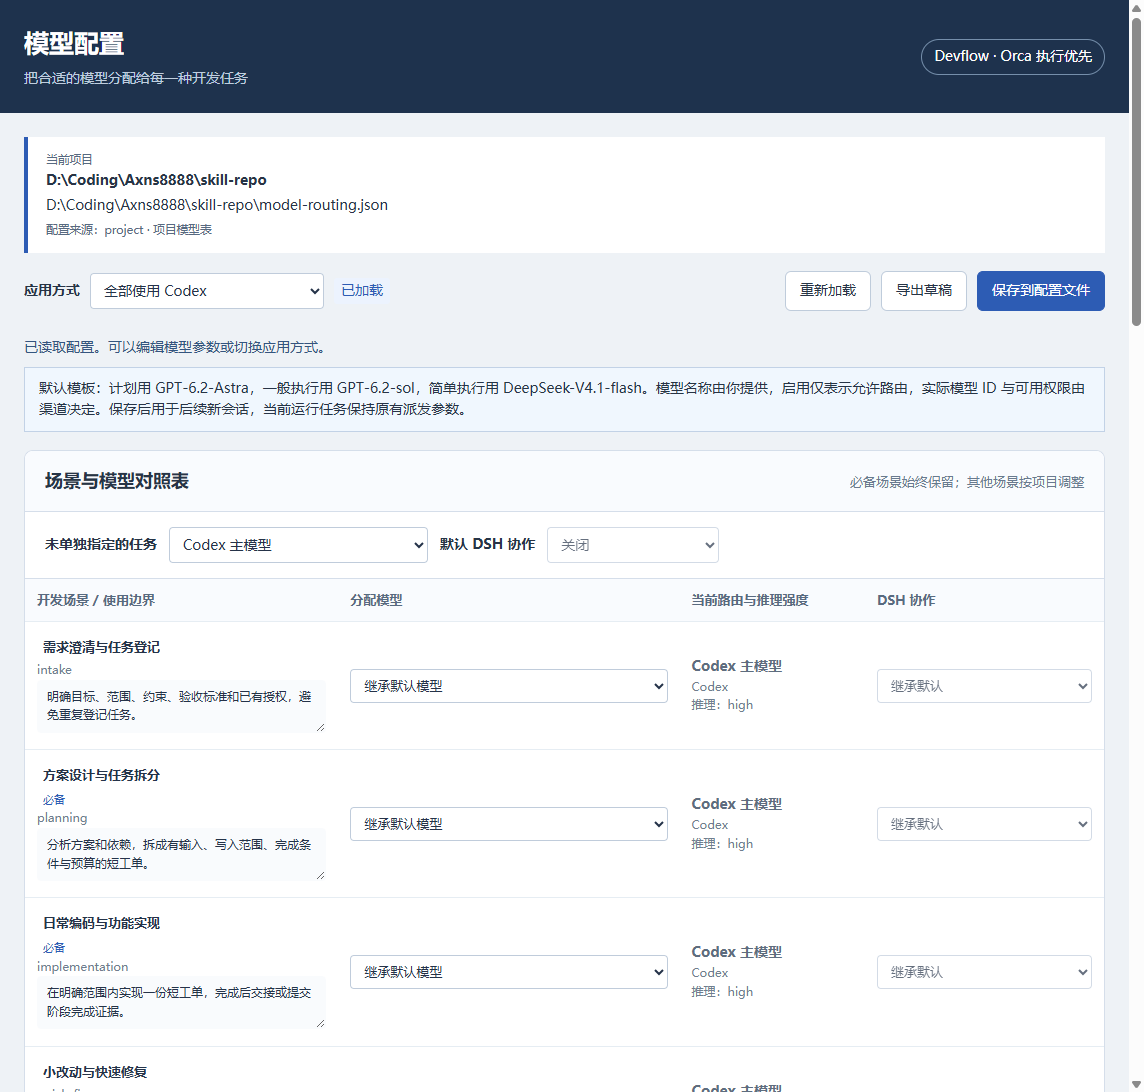 模型配置
把合适的模型分配给每一种开发任务
Devflow · Orca 执行优先
当前项目
D:\Coding\Axns8888\skill-repo
D:\Coding\Axns8888\skill-repo\model-routing.json
配置来源：project · 项目模型表
应用方式 全部使用 Codex 已加载 重新加载 导出草稿 保存到配置文件
已读取配置。可以编辑模型参数或切换应用方式。
默认模板：计划用 GPT-6.2-Astra，一般执行用 GPT-6.2-sol，简单执行用 DeepSeek-V4.1-flash。模型名称由你提供，启用仅表示允许路由，实际模型 ID 与可用权限由
渠道决定。保存后用于后续新会话，当前运行任务保持原有派发参数。
场景与模型对照表
必备场景始终保留；其他场景按项目调整
未单独指定的任务 Codex 主模型 默认 DSH 协作 关闭
开发场景 / 使用边界 分配模型 当前路由与推理强度 DSH 协作
需求澄清与任务登记
intake
明确目标、范围、约束、验收标准和已有授权，避
免重复登记任务。
继承默认模型
Codex 主模型
Codex
推理：high
继承默认
方案设计与任务拆分
必备
planning
分析方案和依赖，拆成有输入、写入范围、完成条
件与预算的短工单。
继承默认模型
Codex 主模型
Codex
推理：high
继承默认
日常编码与功能实现
必备
implementation
在明确范围内实现一份短工单，完成后交接或提交
阶段完成证据。
继承默认模型
Codex 主模型
Codex
推理：high
继承默认
小改动与快速修复
Codex 主模型